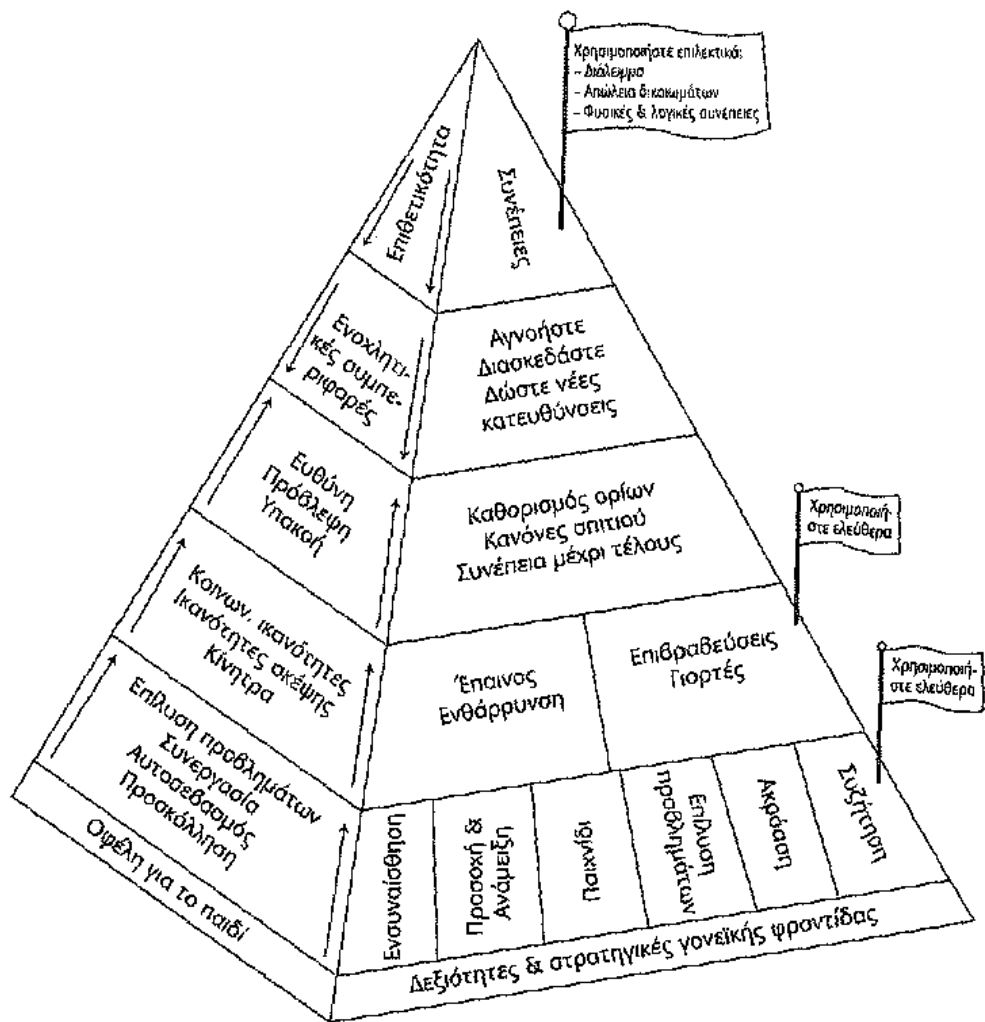 Χρησιμοποιήστε επιλεκτικά:
– Διάλειμμα
– Απώλεια δικαιωμάτων
– Φυσικές & λογικές συνέπειες
Επιθετικότητα
Συνέπειες
Ενοχλητι-
κές συμπε-
ριφαρές
Αγνοήστε
Διασκεδάστε
Δώστε νέες
κατευθύνσεις
Ευθύνη
Πρόβλεψη
Υπακοή
Καθορισμός ορίων
Κανόνες σπιτιού
Συνέπεια μέχρι τέλους
Χρησιμοποιή-
στε ελεύθερα
Κοινων. ικανότητες
Ικανότητες σκέψης
Κίνητρα
Έπαινος
Ενθάρρυνση
Επιβραβεύσεις
Γιορτές
Χρησιμοποιή-
στε ελεύθερα
Επίλυση προβλημάτων
Συνεργασία
Αυτοσεβασμός
Προσκόλληση
Ενσυναίσθηση
Προσοχή &
Ανάμειξη
Παιχνίδι
Επίλυση
προβλημάτων
Ακρόαση
Συζήτηση
Οφέλη για το παιδί
Δεξιότητες & στρατηγικές γονεϊκής φροντίδας